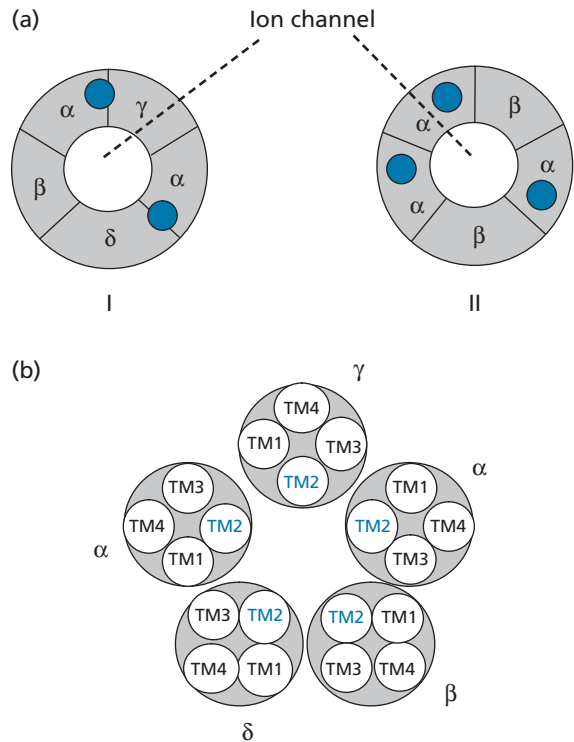 (a)
Ion channel
α γ
β α
δ
I
β
α
α
α
β
II
(b)
γ
TM4
TM1 TM3
TM2
α
TM3
TM4 TM2
TM1
α
TM1
TM2 TM4
TM3
TM3 TM2
TM4 TM1
δ
TM2 TM1
TM3 TM4
β